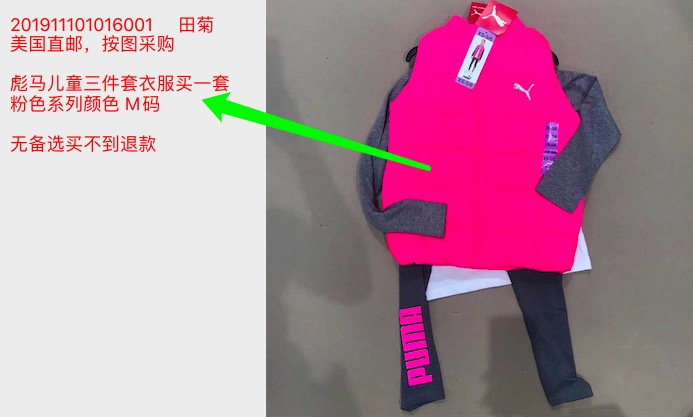 201911101016001 田菊
美国直邮，按图采购
彪马儿童三件套衣服买一套
粉色系列颜色 M 码
无备选买不到退款
PUMA